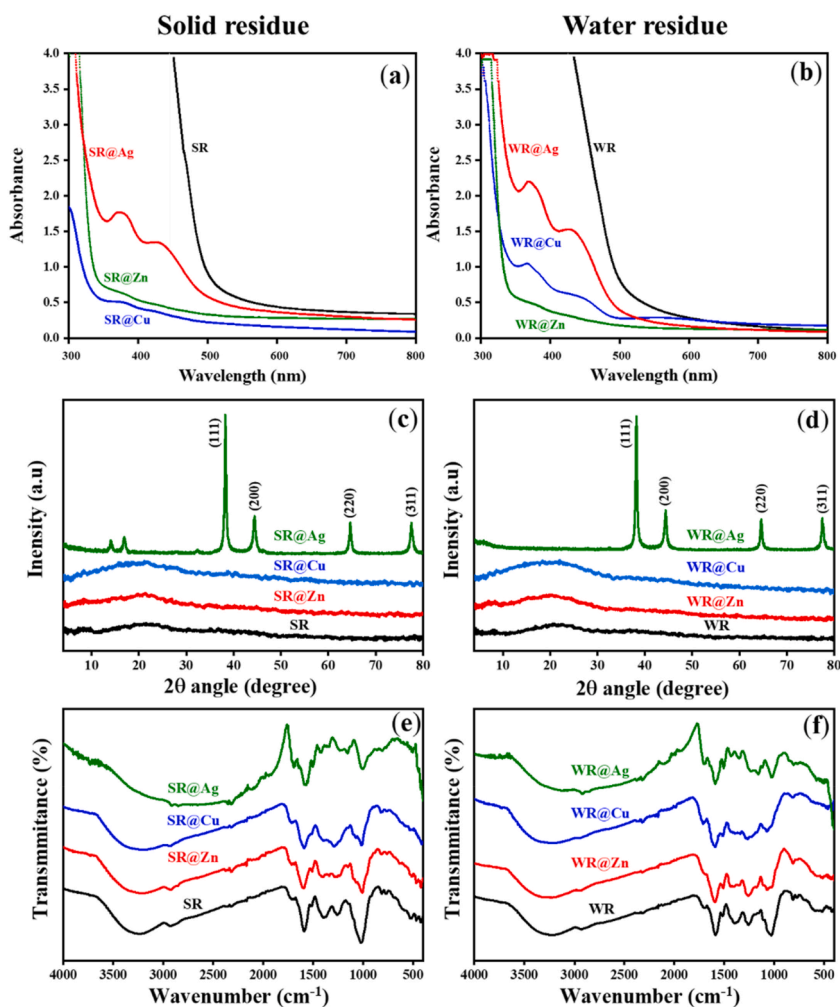 Solid residue
Water residue
(a)
Absorbance
4.0
3.5
3.0
2.5
2.0
1.5
1.0
0.5
0.0
SR@Ag
SR
SR@Zn
SR@Cu
300 400 500 600 700 800
Wavelength (nm)
(b)
Absorbance
4.0
3.5
3.0
2.5
2.0
1.5
1.0
0.5
0.0
WR@Ag
WR
WR@Cu
WR@Zn
300 400 500 600 700 800
Wavelength (nm)
(c)
Inensity (a.u)
(111)
(200)
(220)
(311)
SR@Ag
SR@Cu
SR@Zn
SR
10 20 30 40 50 60 70 80
2θ angle (degree)
(d)
Inensity (a.u)
(111)
(200)
(220)
(311)
WR@Ag
WR@Cu
WR@Zn
WR
10 20 30 40 50 60 70 80
2θ angle (degree)
(e)
Transmmitance (%)
SR@Ag
SR@Cu
SR@Zn
SR
4000 3500 3000 2500 2000 1500 1000 500
Wavenumber (cm⁻¹)
(f)
Transmmitance (%)
WR@Ag
WR@Cu
WR@Zn
WR
4000 3500 3000 2500 2000 1500 1000 500
Wavenumber (cm⁻¹)